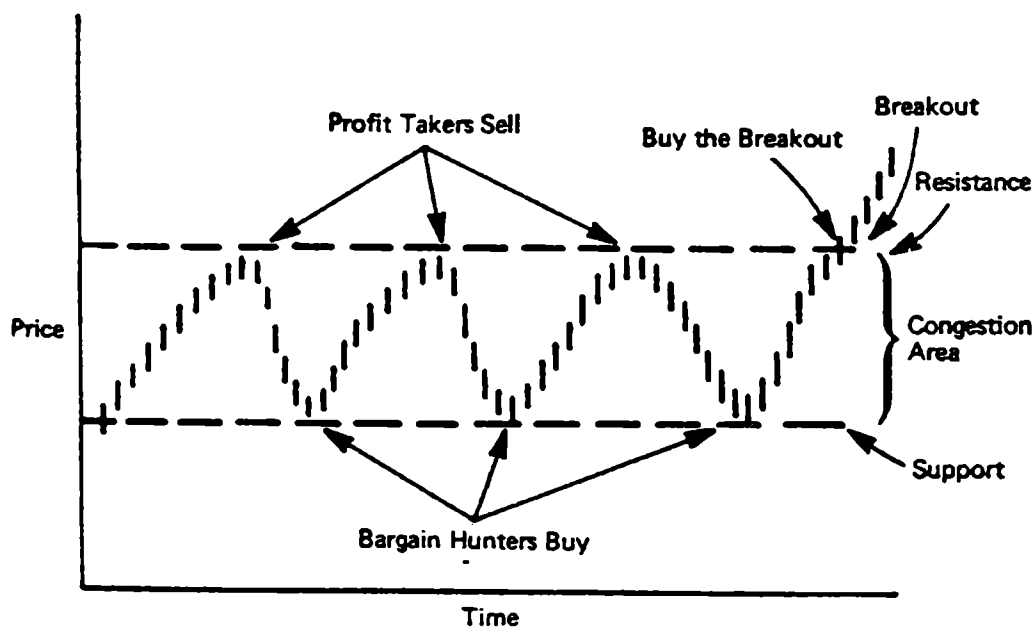 Breakout
Profit Takers Sell
Buy the Breakout
Resistance
Price
Congestion
Area
Support
Bargain Hunters Buy
Time